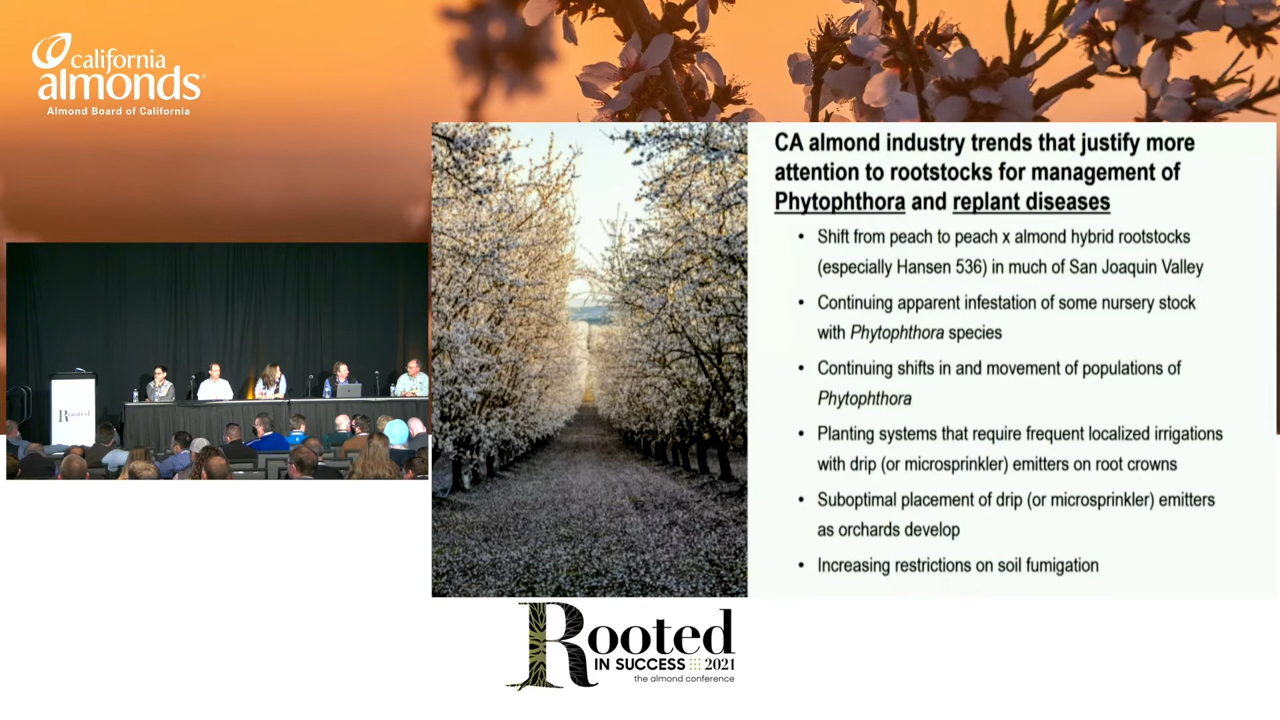 california
almonds
Almond Board of California
CA almond industry trends that justify more
attention to rootstocks for management of
Phytophthora and replant diseases
• Shift from peach to peach x almond hybrid rootstocks
(especially Hansen 536) in much of San Joaquin Valley
• Continuing apparent infestation of some nursery stock
with Phytophthora species
• Continuing shifts in and movement of populations of
Phytophthora
• Planting systems that require frequent localized irrigations
with drip (or microsprinkler) emitters on root crowns
• Suboptimal placement of drip (or microsprinkler) emitters
as orchards develop
• Increasing restrictions on soil fumigation
Rooted
Rooted
IN SUCCESS 2021
the almond conference